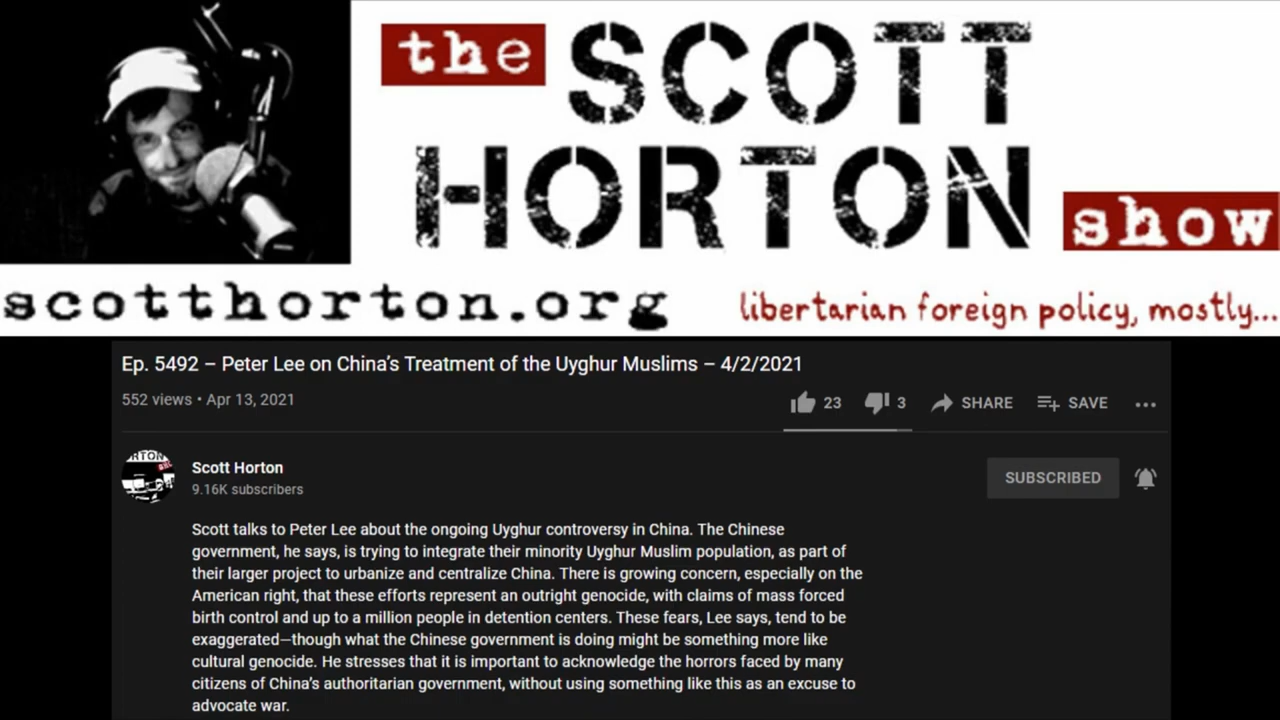 the SCOTT
HORTON show
scotthorton.org libertarian foreign policy, mostly...
Ep. 5492 – Peter Lee on China's Treatment of the Uyghur Muslims – 4/2/2021
552 views • Apr 13, 2021
23 3 SHARE SAVE ...
HORTON
Scott Horton
9.16K subscribers
SUBSCRIBED
Scott talks to Peter Lee about the ongoing Uyghur controversy in China. The Chinese
government, he says, is trying to integrate their minority Uyghur Muslim population, as part of
their larger project to urbanize and centralize China. There is growing concern, especially on the
American right, that these efforts represent an outright genocide, with claims of mass forced
birth control and up to a million people in detention centers. These fears, Lee says, tend to be
exaggerated—though what the Chinese government is doing might be something more like
cultural genocide. He stresses that it is important to acknowledge the horrors faced by many
citizens of China's authoritarian government, without using something like this as an excuse to
advocate war.